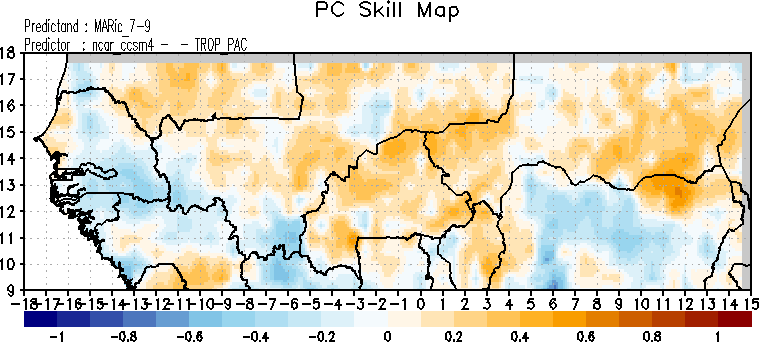 PC Skill Map
Predictand : MARic_7-9
Predictor : ncar_ccsm4 - - TROP_PAC
18
17
16
15
14
13
12
11
10
9
-18 -17 -16 -15 -14 -13 -12 -11 -10 -9 -8 -7 -6 -5 -4 -3 -2 -1 0 1 2 3 4 5 6 7 8 9 10 11 12 13 14 15
-1 -0.8 -0.6 -0.4 -0.2 0 0.2 0.4 0.6 0.8 1